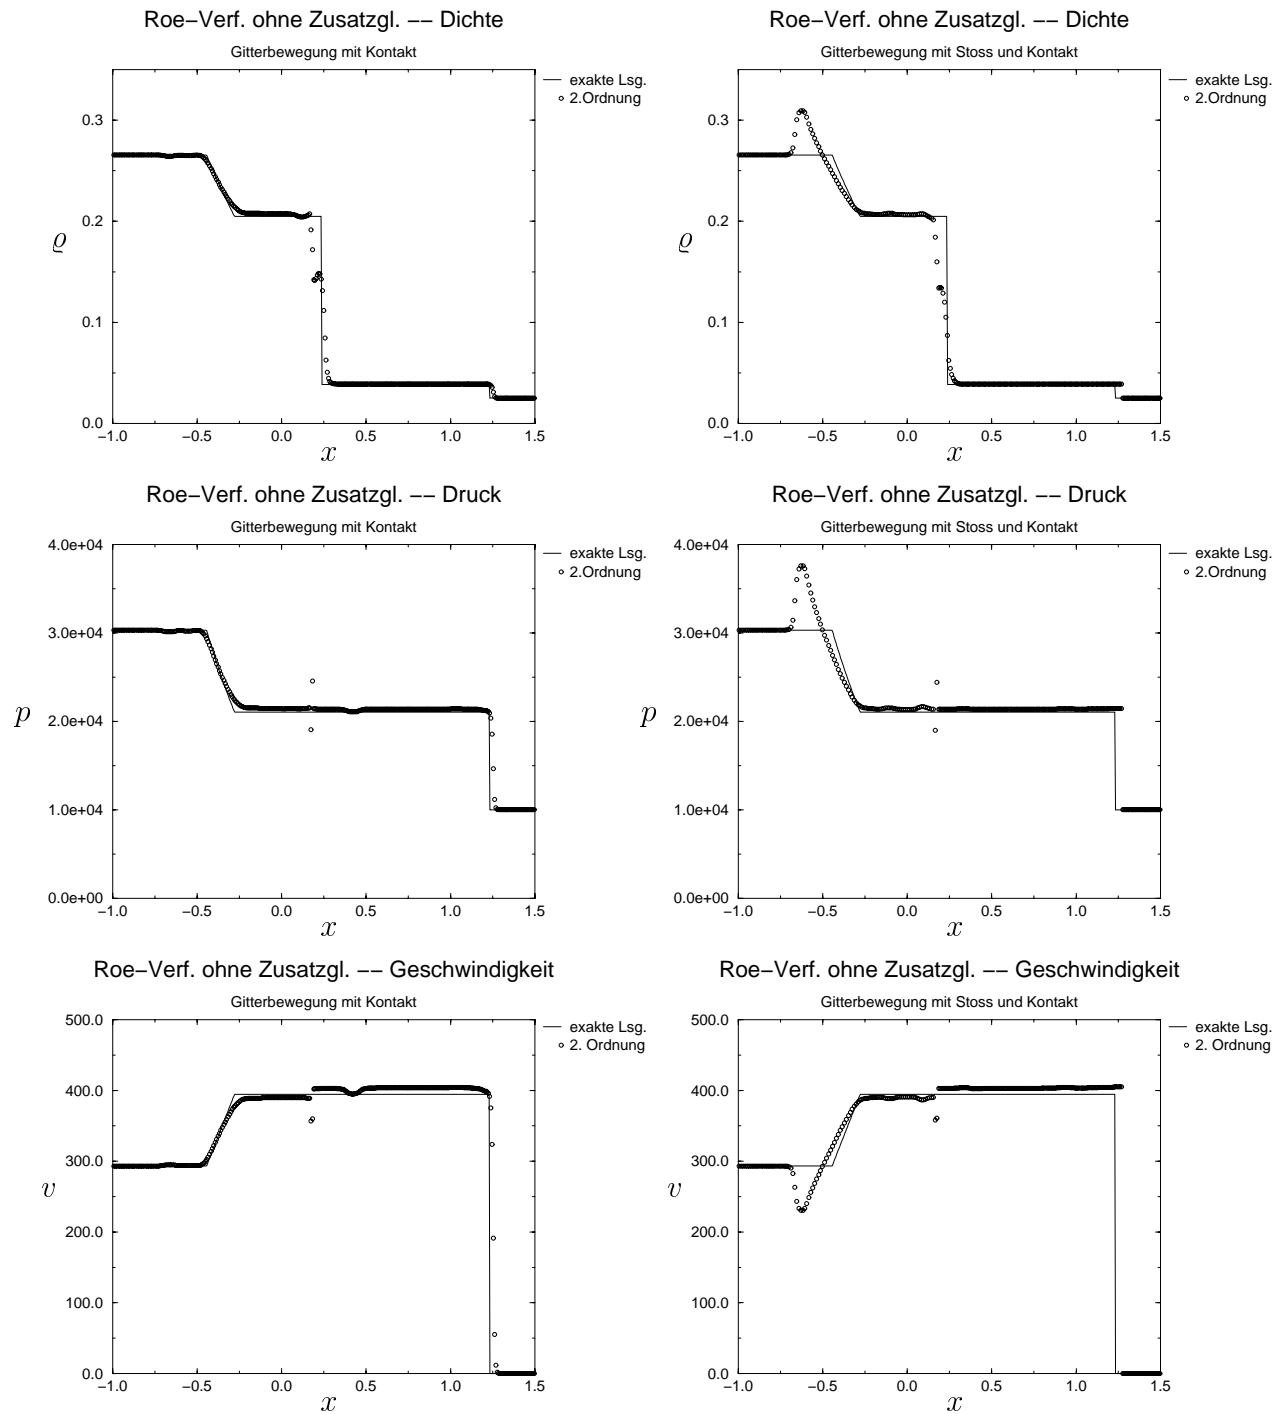 Roe−Verf. ohne Zusatzgl. −− Dichte
Gitterbewegung mit Kontakt
exakte Lsg.
2.Ordnung
0.3
0.2
0.1
0.0
ϱ
−1.0 −0.5 0.0 0.5 1.0 1.5
x
Roe−Verf. ohne Zusatzgl. −− Dichte
Gitterbewegung mit Stoss und Kontakt
exakte Lsg.
2.Ordnung
0.3
0.2
0.1
0.0
ϱ
−1.0 −0.5 0.0 0.5 1.0 1.5
x
Roe−Verf. ohne Zusatzgl. −− Druck
Gitterbewegung mit Kontakt
exakte Lsg.
2.Ordnung
4.0e+04
3.0e+04
2.0e+04
1.0e+04
0.0e+00
p
−1.0 −0.5 0.0 0.5 1.0 1.5
x
Roe−Verf. ohne Zusatzgl. −− Druck
Gitterbewegung mit Stoss und Kontakt
exakte Lsg.
2.Ordnung
4.0e+04
3.0e+04
2.0e+04
1.0e+04
0.0e+00
p
−1.0 −0.5 0.0 0.5 1.0 1.5
x
Roe−Verf. ohne Zusatzgl. −− Geschwindigkeit
Gitterbewegung mit Kontakt
exakte Lsg.
2. Ordnung
500.0
400.0
300.0
200.0
100.0
0.0
v
−1.0 −0.5 0.0 0.5 1.0 1.5
x
Roe−Verf. ohne Zusatzgl. −− Geschwindigkeit
Gitterbewegung mit Stoss und Kontakt
exakte Lsg.
2. Ordnung
500.0
400.0
300.0
200.0
100.0
0.0
v
−1.0 −0.5 0.0 0.5 1.0 1.5
x